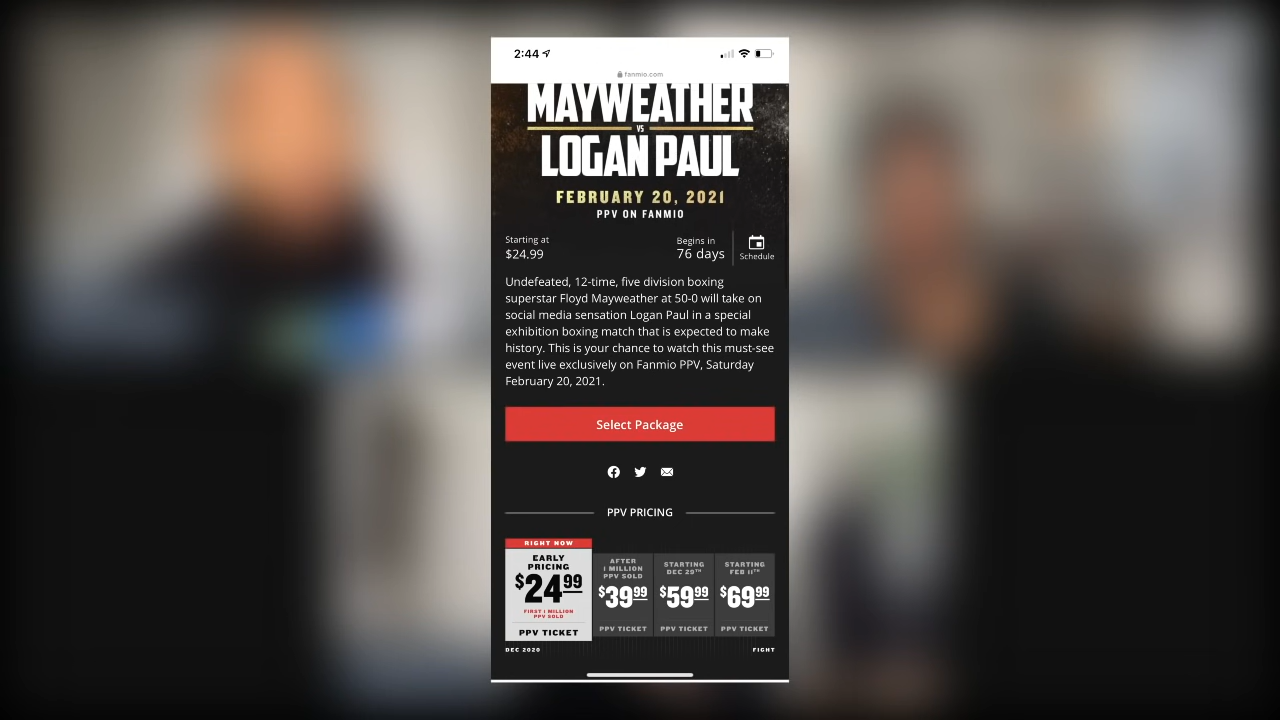 2:44
fanmio.com
MAYWEATHER
VS
LOGAN PAUL
FEBRUARY 20, 2021
PPV ON FANMIO
Starting at
$24.99
Begins in
76 days
Schedule
Undefeated, 12-time, five division boxing
superstar Floyd Mayweather at 50-0 will take on
social media sensation Logan Paul in a special
exhibition boxing match that is expected to make
history. This is your chance to watch this must-see
event live exclusively on Fanmio PPV, Saturday
February 20, 2021.
Select Package
PPV PRICING
RIGHT NOW
EARLY
PRICING
$24.99
FIRST 1 MILLION
PPV SOLD
PPV TICKET
AFTER
1 MILLION
PPV SOLD
$39.99
PPV TICKET
STARTING
DEC 29TH
$59.99
PPV TICKET
STARTING
FEB 11TH
$69.99
PPV TICKET
DEC 2020
FIGHT